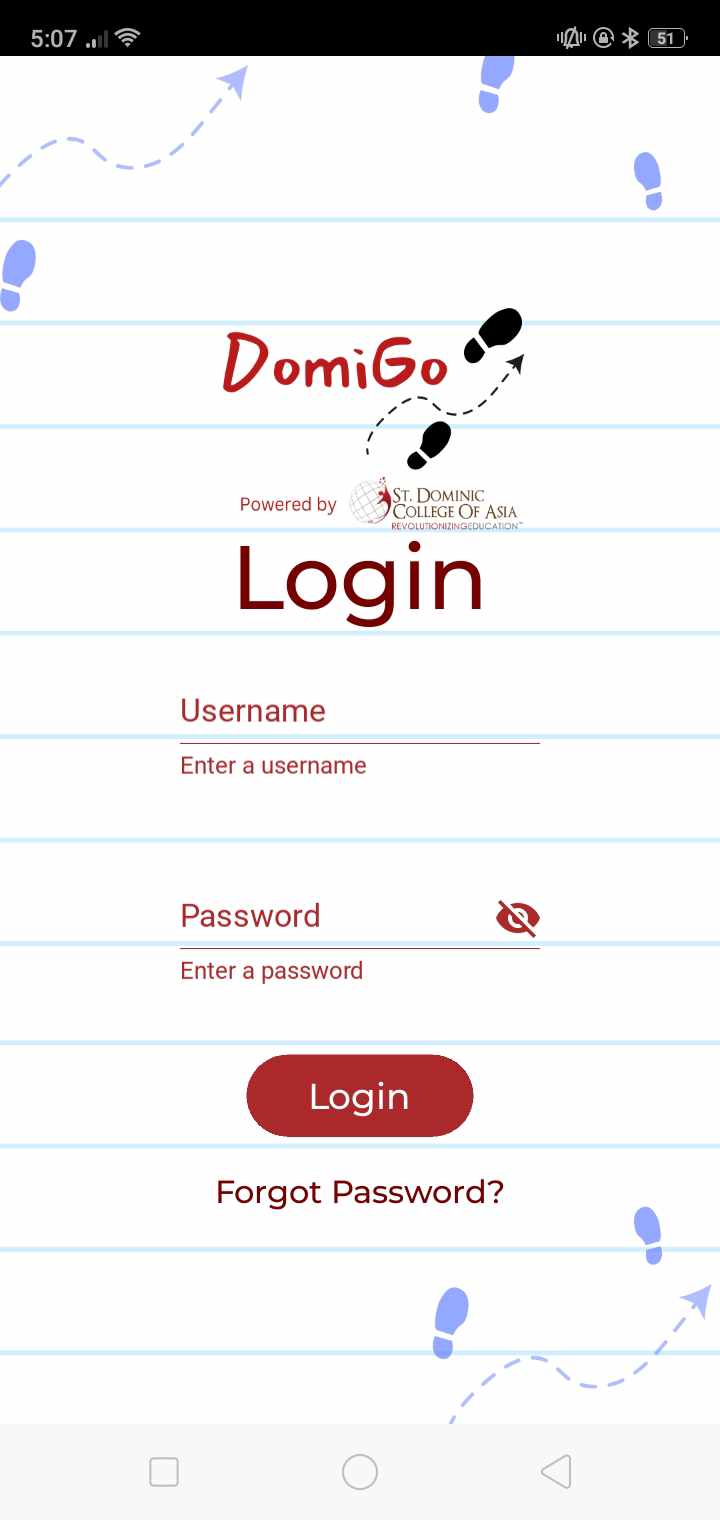 5:07 51
DomiGo
Powered by
ST. DOMINIC
COLLEGE OF ASIA
REVOLUTIONIZINGEDUCATION™
Login
Username
Enter a username
Password
Enter a password
Login
Forgot Password?